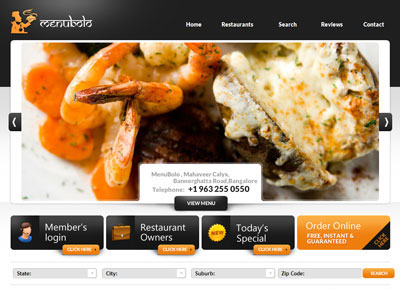 menubolo
Home Restaurants Search Reviews Contact
MenuBolo , Mahaveer Calyx,
Bannerghatta Road,Bangalore
Telephone: +1 963 255 0550
VIEW MENU
Member's
login
CLICK HERE
Restaurant
Owners
CLICK HERE
NEW
Today's
Special
CLICK HERE
Order Online
FREE, INSTANT &
GUARANTEED
CLICK HERE
State: City: Suburb: Zip Code: SEARCH